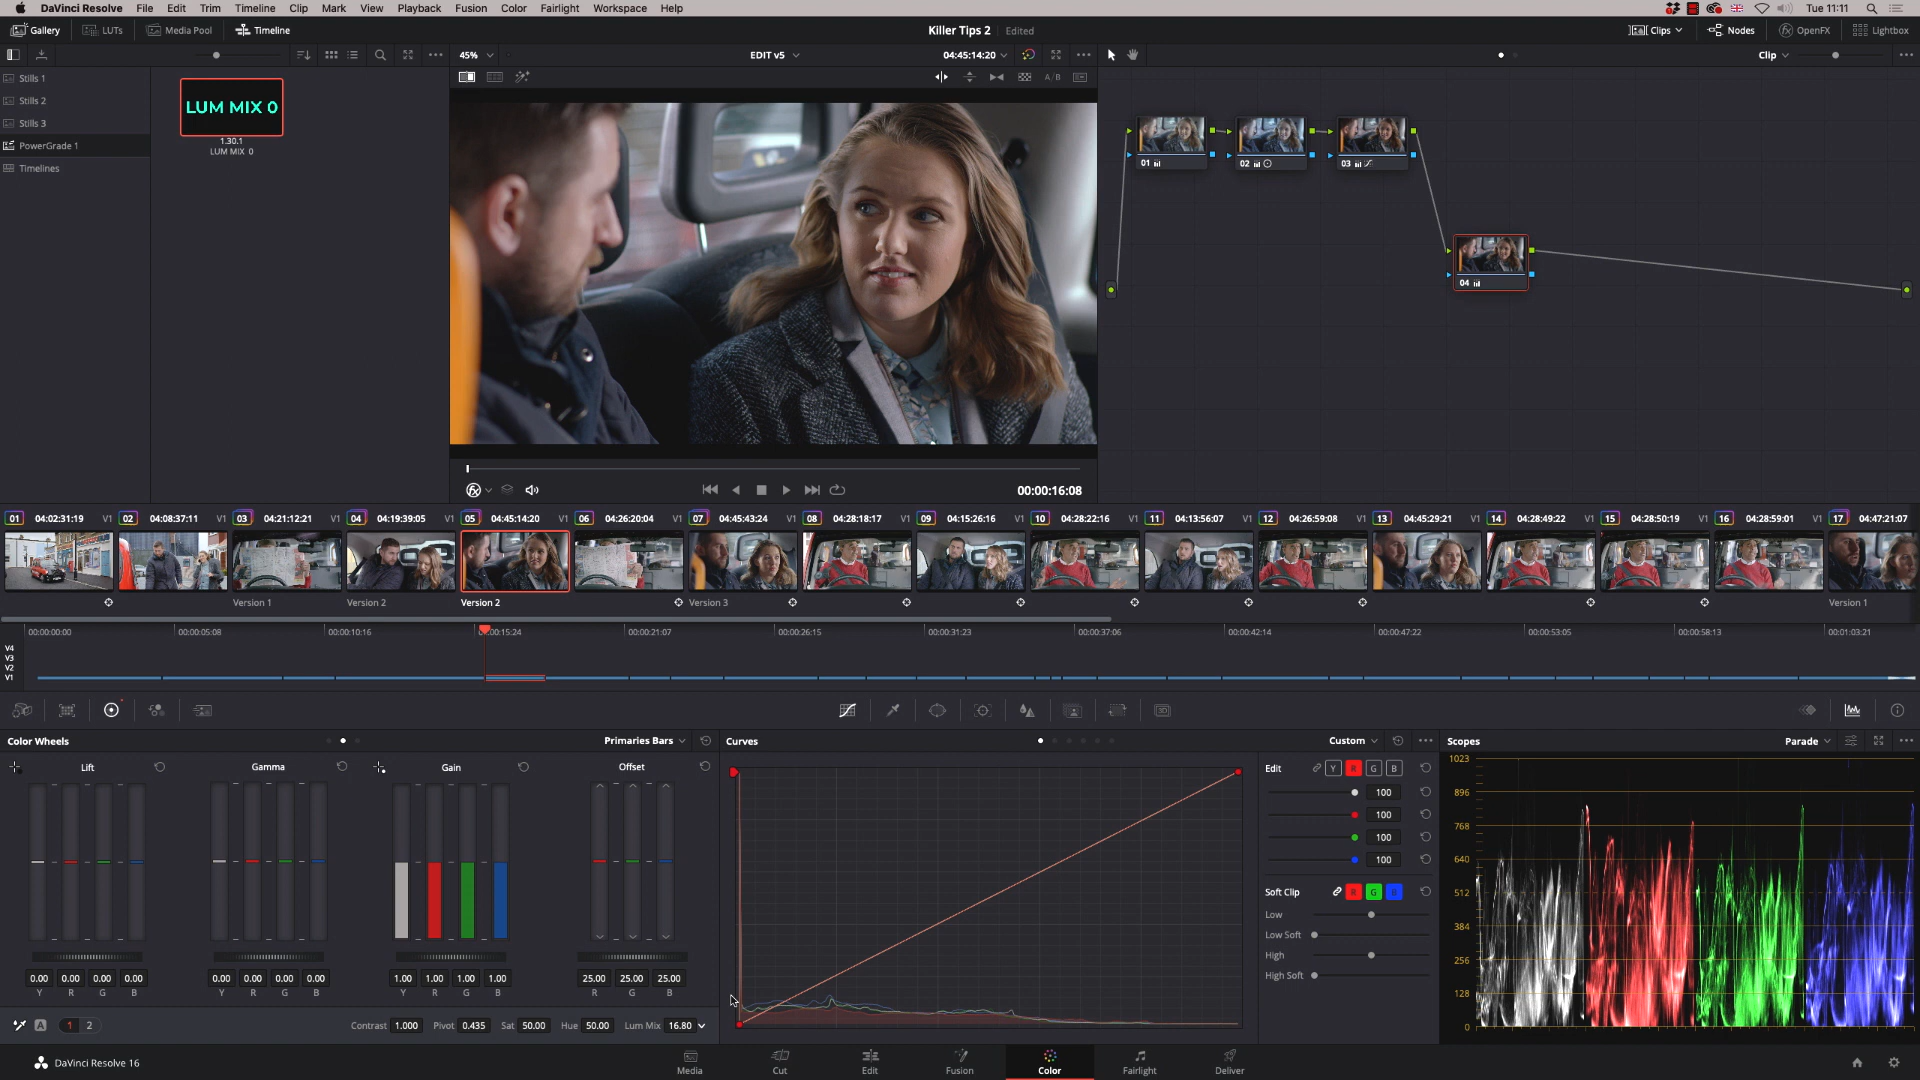 DaVinci Resolve File Edit Trim Timeline Clip Mark View Playback Fusion Color Fairlight Workspace Help Tue 11:11
Gallery LUTs Media Pool Timeline Killer Tips 2 Edited Clips Nodes OpenFX Lightbox
45% EDIT v5 04:45:14:20 Clip
A/B
Stills 1
Stills 2
Stills 3
PowerGrade 1
Timelines
LUM MIX 0
1.30.1
LUM MIX 0
01 02 03
04
00:00:16:08
01 04:02:31:19 V1 02 04:08:37:11 V1 03 04:21:12:21 V1 04 04:19:39:05 V1 05 04:45:14:20 V1 06 04:26:20:04 V1 07 04:45:43:24 V1 08 04:28:18:17 V1 09 04:15:26:16 V1 10 04:28:22:16 V1 11 04:13:56:07 V1 12 04:26:59:08 V1 13 04:45:29:21 V1 14 04:28:49:22 V1 15 04:28:50:19 V1 16 04:28:59:01 V1 17 04:47:21:07
Version 1 Version 2 Version 2 Version 3 Version 1
00:00:00:00 00:00:05:08 00:00:10:16 00:15:24 00:00:21:07 00:00:26:15 00:00:31:23 00:00:37:06 00:00:42:14 00:00:47:22 00:00:53:05 00:00:58:13 00:01:03:21
V4
V3
V2
V1
Color Wheels Primaries Bars Curves Custom Scopes Parade
Lift Gamma Gain Offset
Edit Y R G B
100
100
100
100
Soft Clip R G B
Low
Low Soft
High
High Soft
1023
896
768
640
512
384
256
128
0
0.00 0.00 0.00 0.00 0.00 0.00 0.00 0.00 1.00 1.00 1.00 1.00 25.00 25.00 25.00
Y R G B Y R G B Y R G B R G B
A 1 2 Contrast 1.000 Pivot 0.435 Sat 50.00 Hue 50.00 Lum Mix 16.80
DaVinci Resolve 16 Media Cut Edit Fusion Color Fairlight Deliver